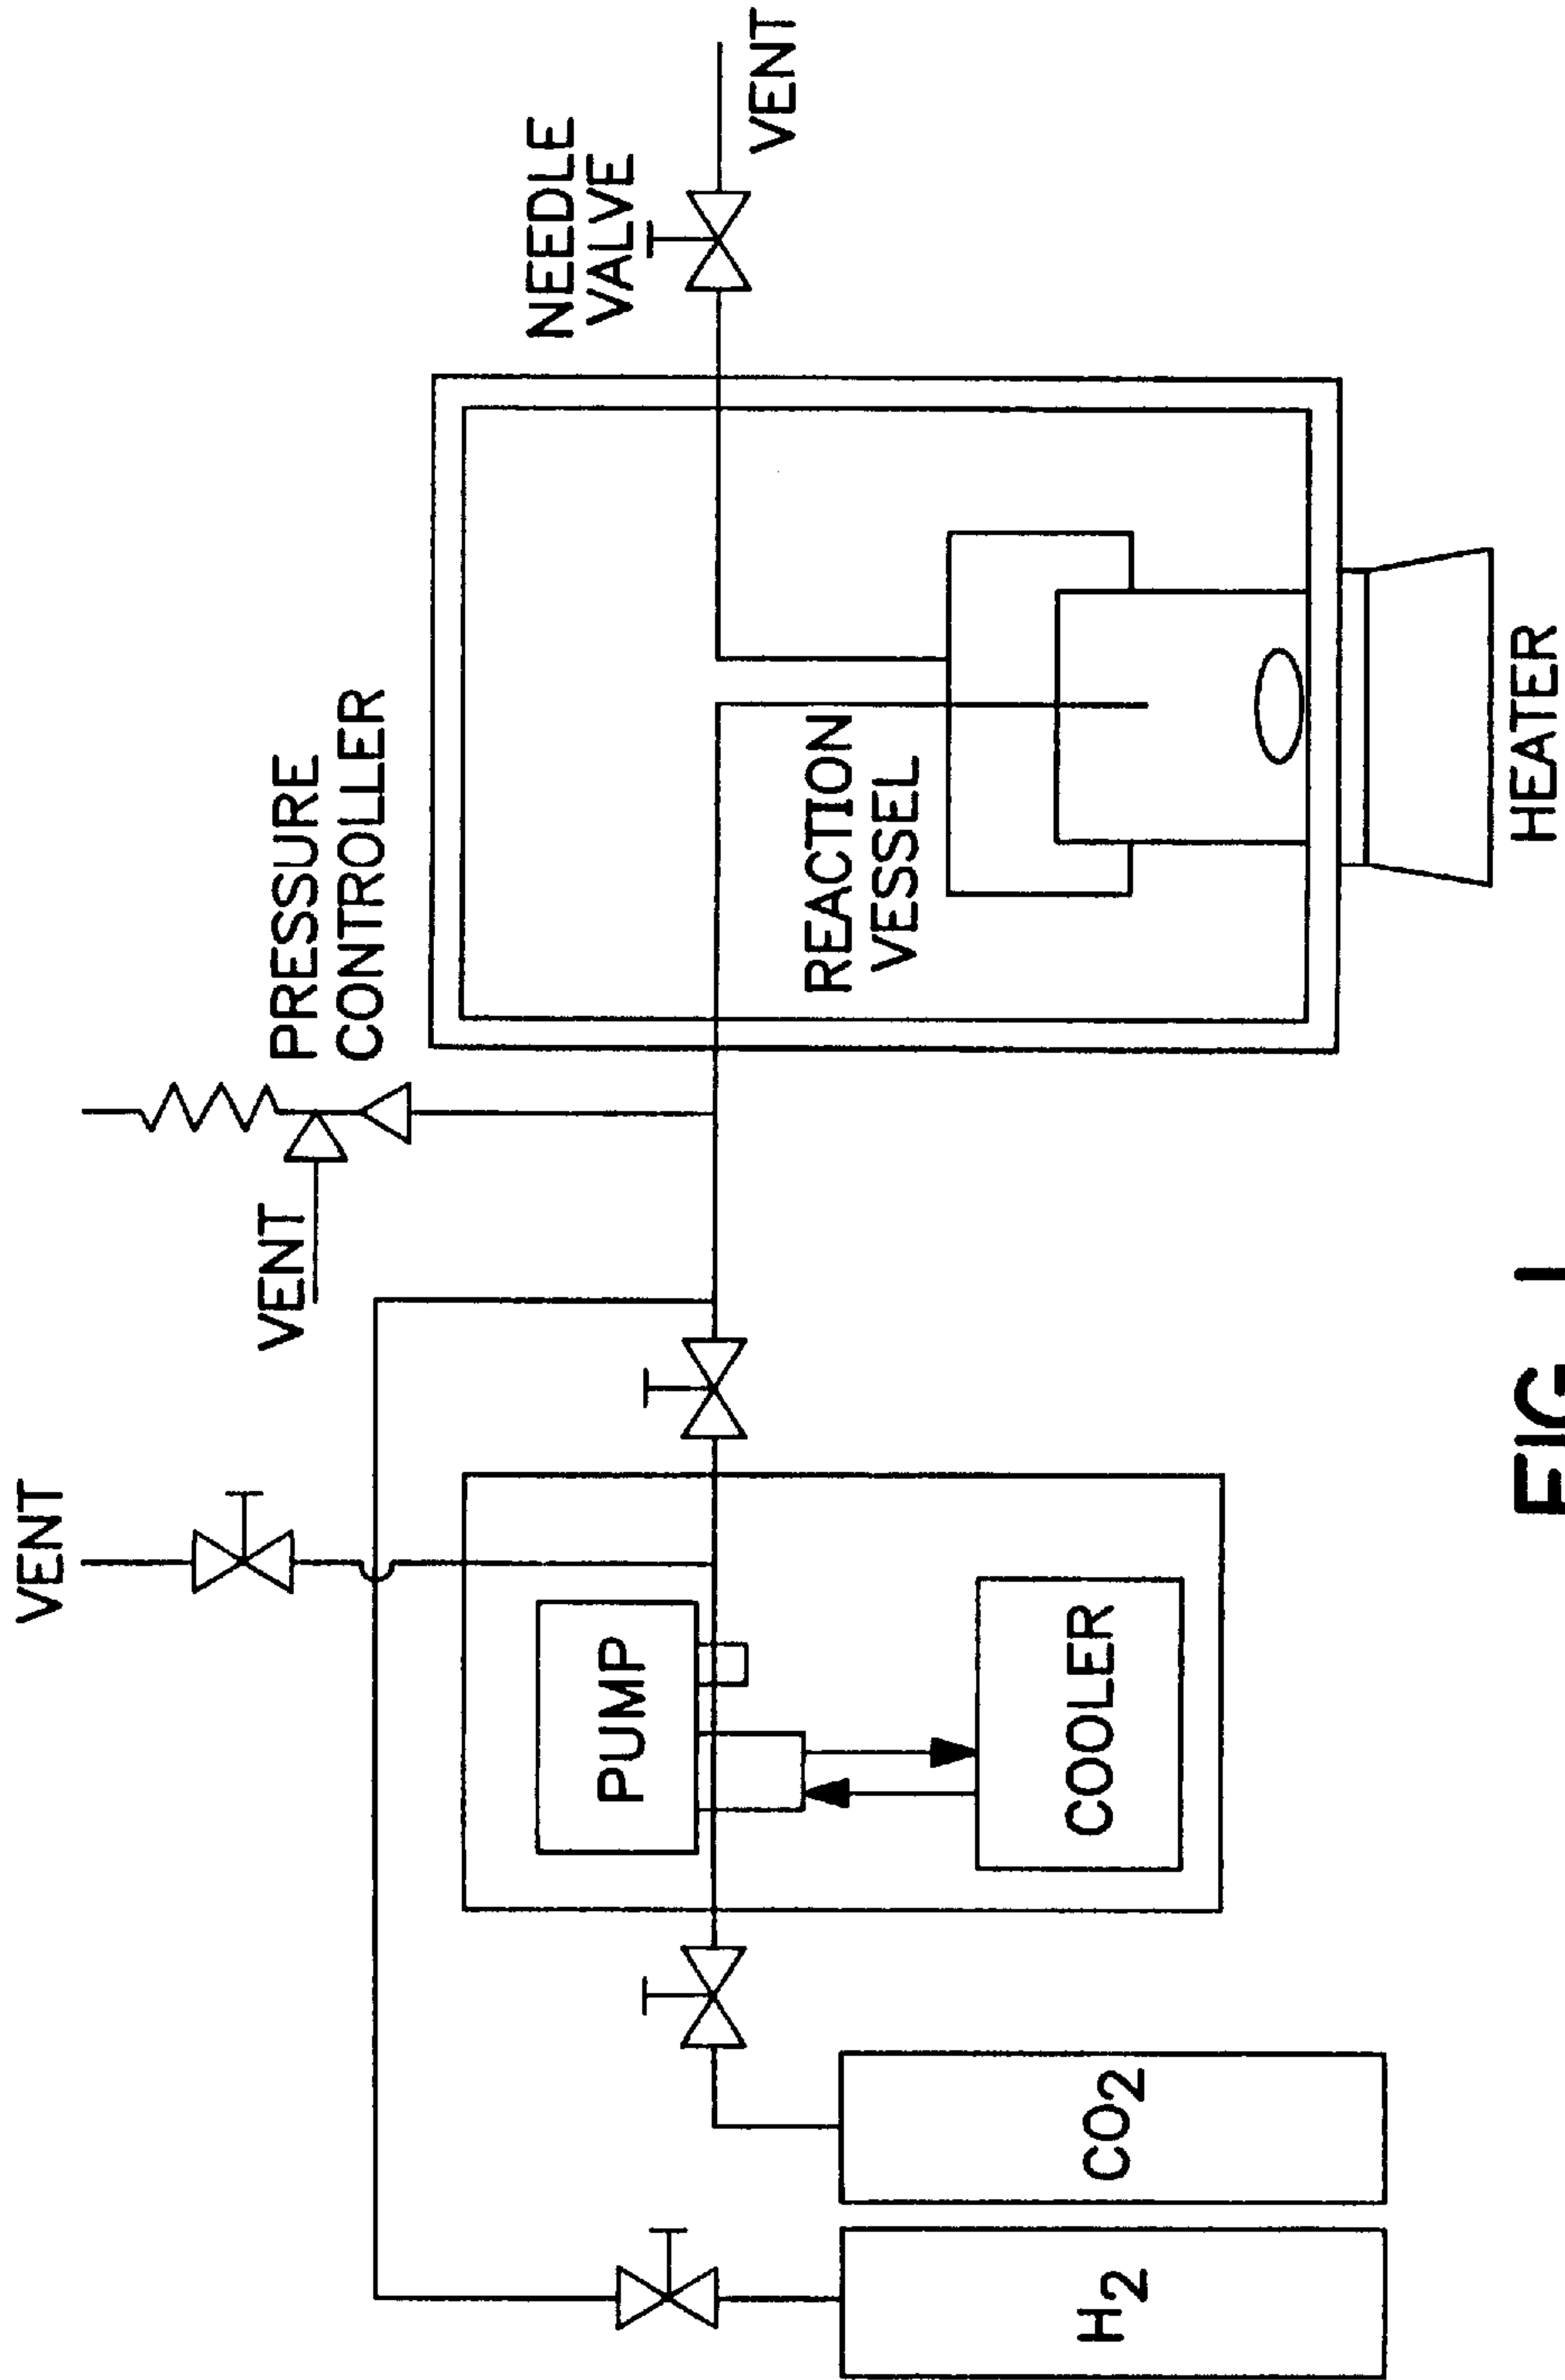 VENT
PRESSURE
CONTROLLER
VENT
NEEDLE
VALVE
VENT
PUMP
REACTION
VESSEL
H2
CO2
COOLER
HEATER
FIG. 1